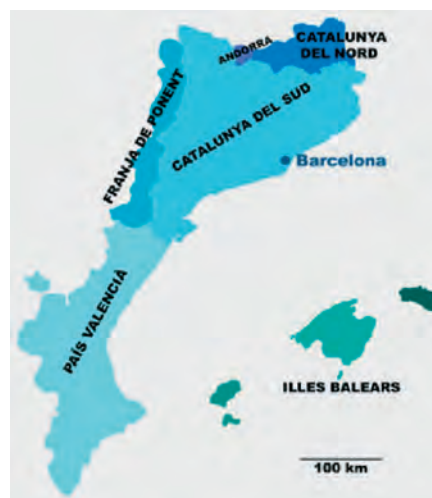 CATALUNYA
DEL NORD
ANDORRA
FRANJA DE PONENT
CATALUNYA DEL SUD
Barcelona
PAÍS VALENCIÀ
ILLES BALEARS
100 km